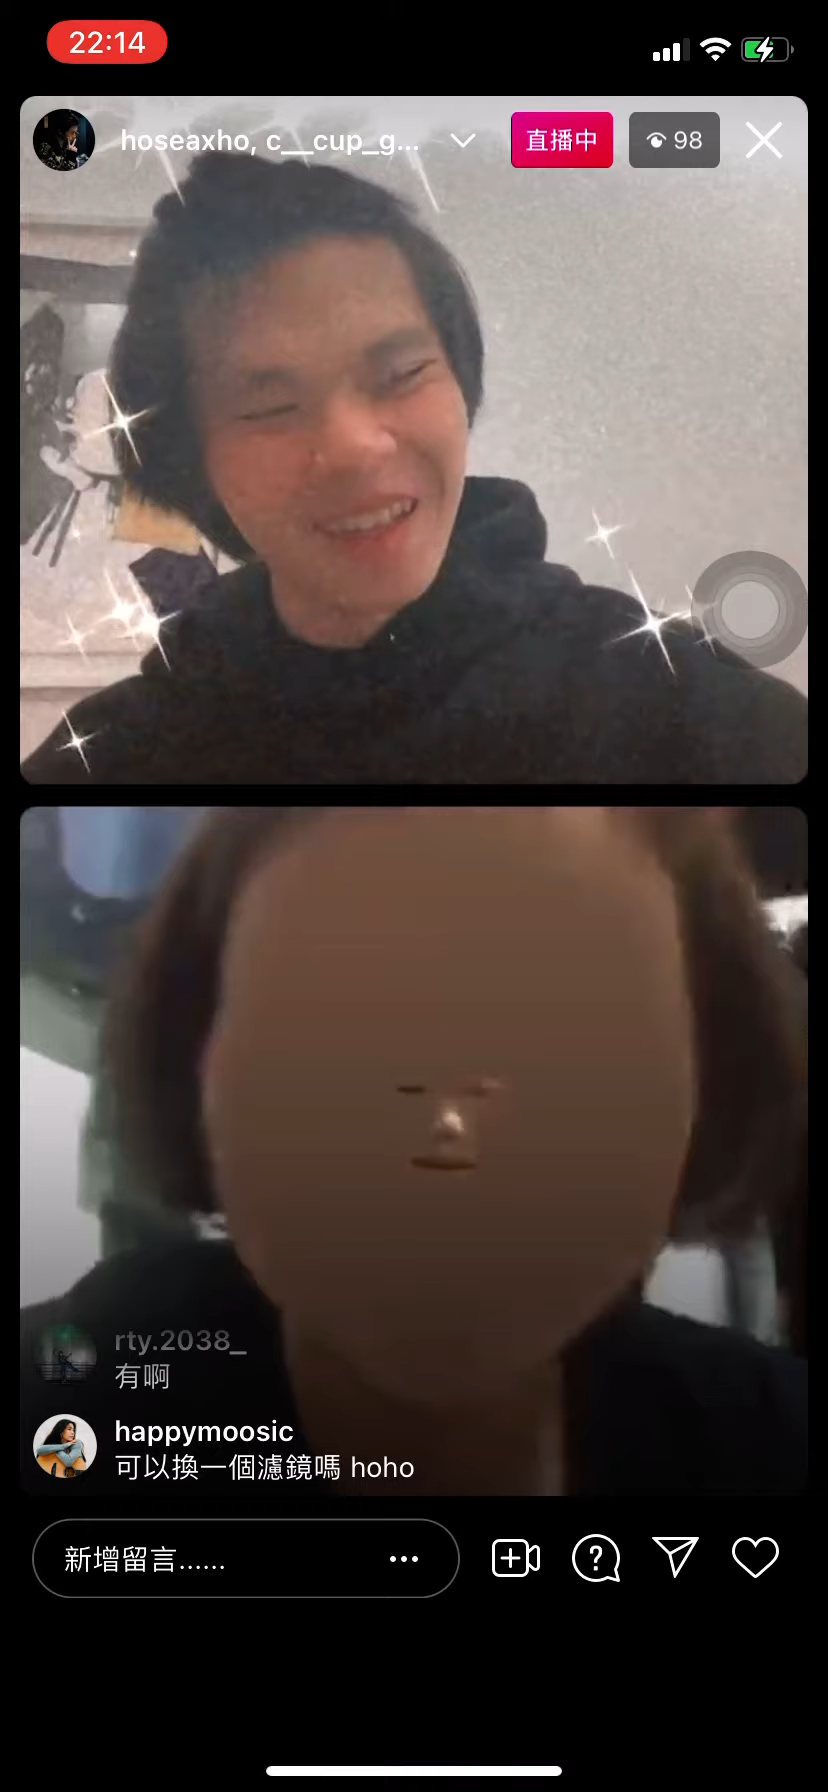 22:14
hoseaxho, c__cup_g...
直播中
98
rty.2038_
有啊
happymoosic
可以換一個濾鏡嗎 hoho
新增留言......